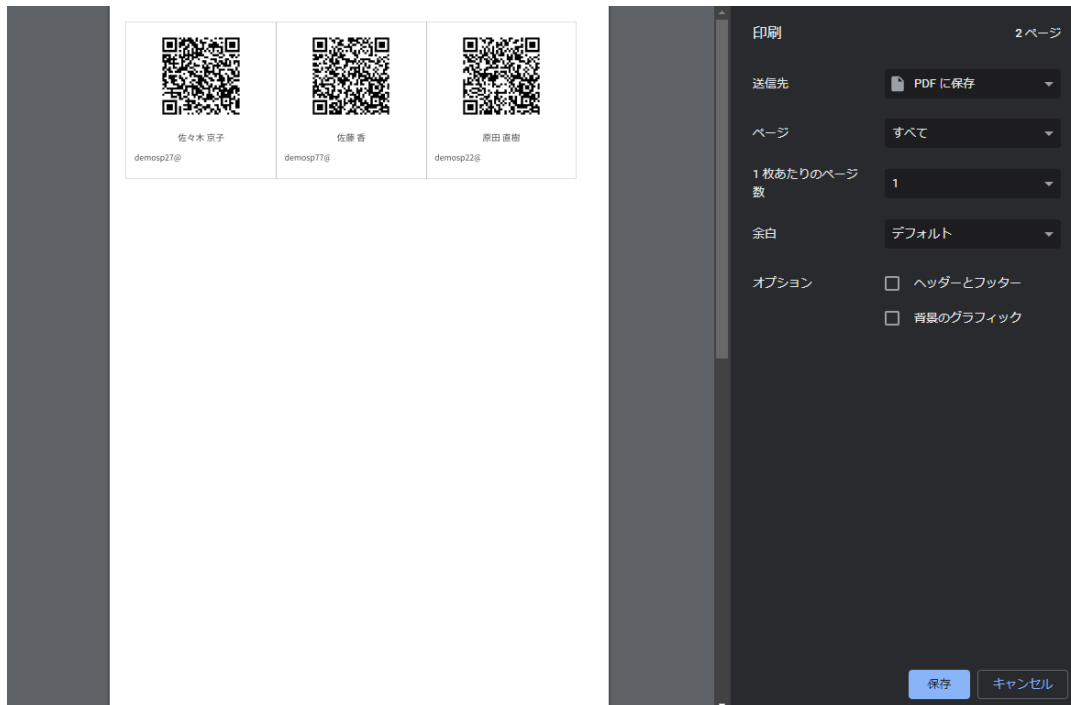 佐々木 京子
佐藤 香
原田 直樹
demosp27@
demosp77@
demosp22@
印刷
2 ページ
送信先
PDF に保存
ページ
すべて
1 枚あたりのページ
数
1
余白
デフォルト
オプション
ヘッダーとフッター
背景のグラフィック
保存
キャンセル